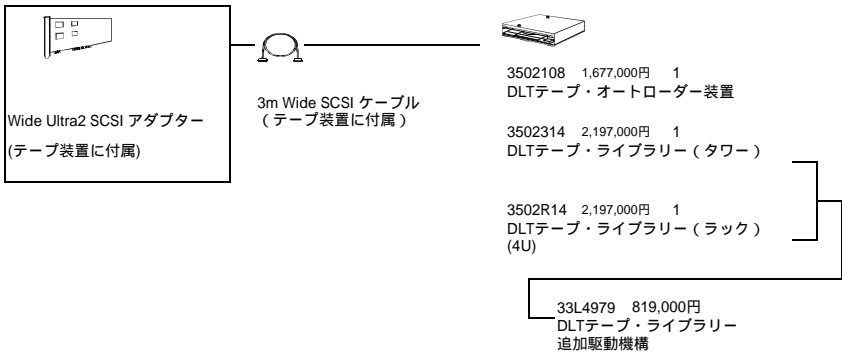 Wide Ultra2 SCSI アダプター
(テープ装置に付属)
3m Wide SCSI ケーブル
(テープ装置に付属)
3502108 1,677,000円 1
DLTテープ・オートローダー装置
3502314 2,197,000円 1
DLTテープ・ライブラリー(タワー)
3502R14 2,197,000円 1
DLTテープ・ライブラリー(ラック)
(4U)
33L4979 819,000円
DLTテープ・ライブラリー
追加駆動機構